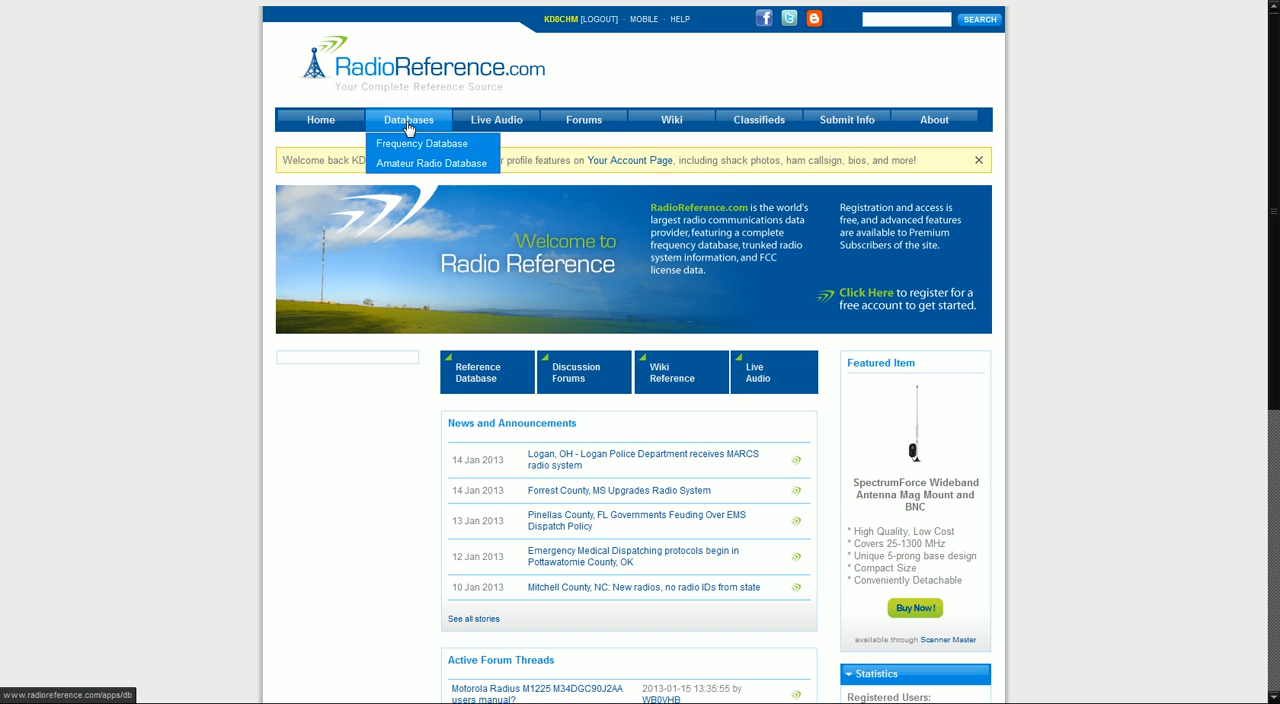 KD8CHM [LOGOUT] · MOBILE · HELP
SEARCH
RadioReference.com
Your Complete Reference Source
Home
Databases
Live Audio
Forums
Wiki
Classifieds
Submit Info
About
Frequency Database
Amateur Radio Database
Welcome back KD
r profile features on Your Account Page, including shack photos, ham callsign, bios, and more!
Welcome to
Radio Reference
RadioReference.com is the world's
largest radio communications data
provider, featuring a complete
frequency database, trunked radio
system information, and FCC
license data.
Registration and access is
free, and advanced features
are available to Premium
Subscribers of the site.
Click Here to register for a
free account to get started.
Reference
Database
Discussion
Forums
Wiki
Reference
Live
Audio
News and Announcements
14 Jan 2013
Logan, OH - Logan Police Department receives MARCS
radio system
14 Jan 2013
Forrest County, MS Upgrades Radio System
13 Jan 2013
Pinellas County, FL Governments Feuding Over EMS
Dispatch Policy
12 Jan 2013
Emergency Medical Dispatching protocols begin in
Pottawatomie County, OK
10 Jan 2013
Mitchell County, NC: New radios, no radio IDs from state
See all stories
Active Forum Threads
Motorola Radius M1225 M34DGC90J2AA
users manual?
2013-01-15 13:35:55 by
WB0VHB
Featured Item
SpectrumForce Wideband
Antenna Mag Mount and
BNC
* High Quality, Low Cost
* Covers 25-1300 MHz
* Unique 5-prong base design
* Compact Size
* Conveniently Detachable
Buy Now!
available through Scanner Master
Statistics
Registered Users:
www.radioreference.com/apps/db